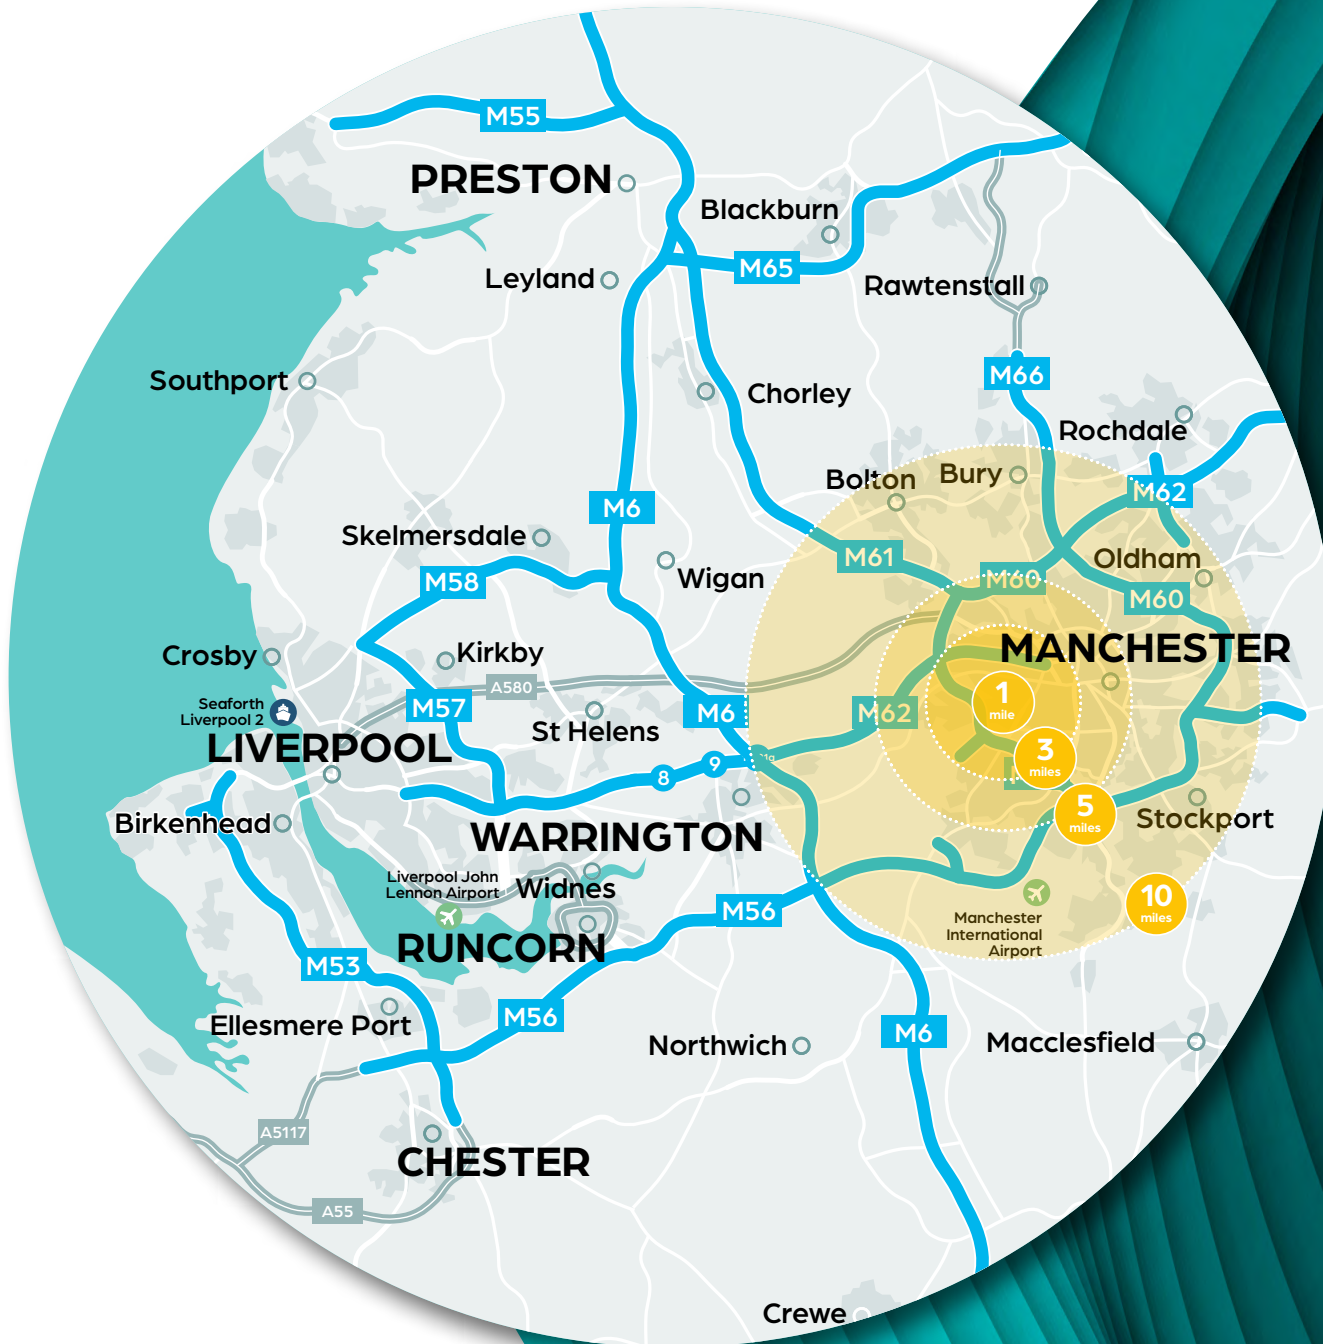 M55
PRESTON
Blackburn
M65
Leyland
Rawtenstall
M66
Southport
Chorley
Rochdale
Bolton
Bury
M62
M6
Skelmersdale
M61
Oldham
Wigan
M58
M60
M60
MANCHESTER
Crosby
Kirkby
A580
1
mile
Seaforth
Liverpool 2
M57
M6
M62
St Helens
LIVERPOOL
3
miles
9
8
5
miles
Birkenhead
WARRINGTON
Stockport
Liverpool John
Lennon Airport
Widnes
10
miles
M56
Manchester
International
Airport
RUNCORN
M53
M56
Ellesmere Port
M6
Northwich
Macclesfield
A5117
CHESTER
A55
Crewe